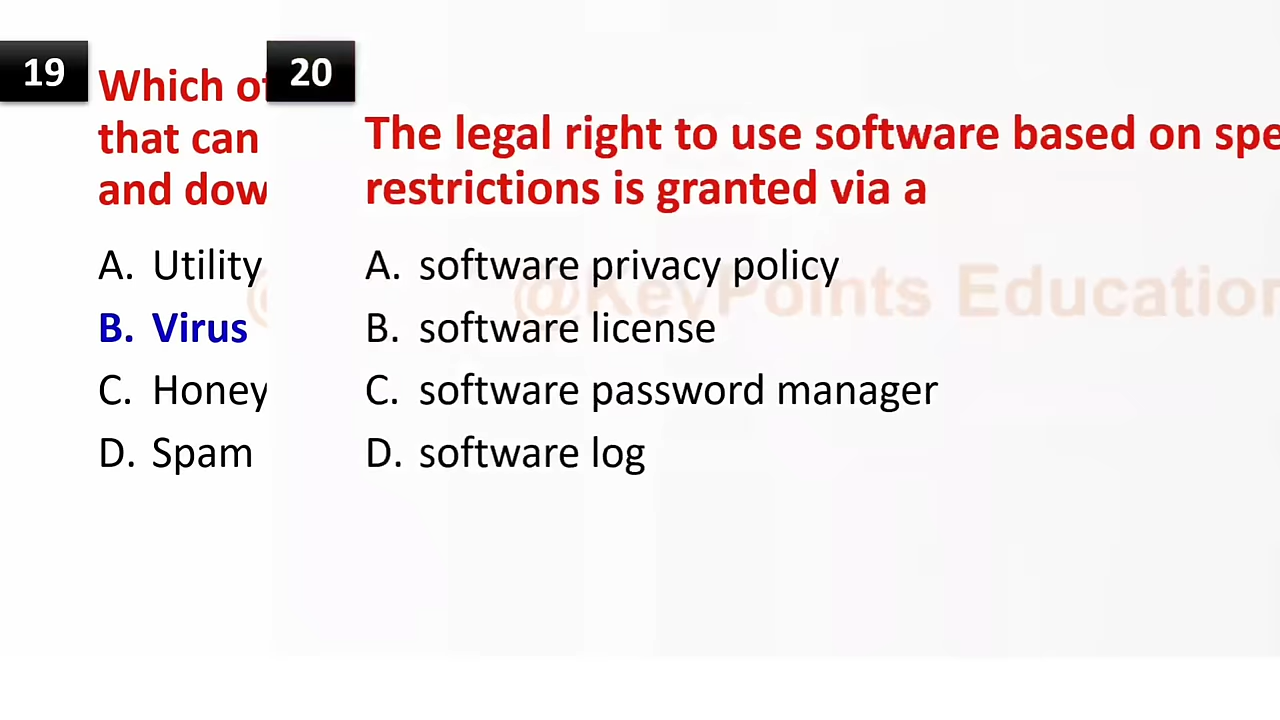 19
Which of
that can
and dow
A. Utility
B. Virus
C. Honey
D. Spam
20
The legal right to use software based on spe
restrictions is granted via a
A. software privacy policy
B. software license
C. software password manager
D. software log
@KeyPoints Education